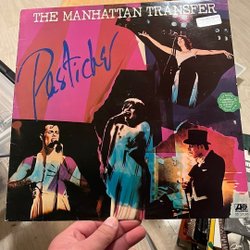 THE MANHATTAN TRANSFER
Pastiche